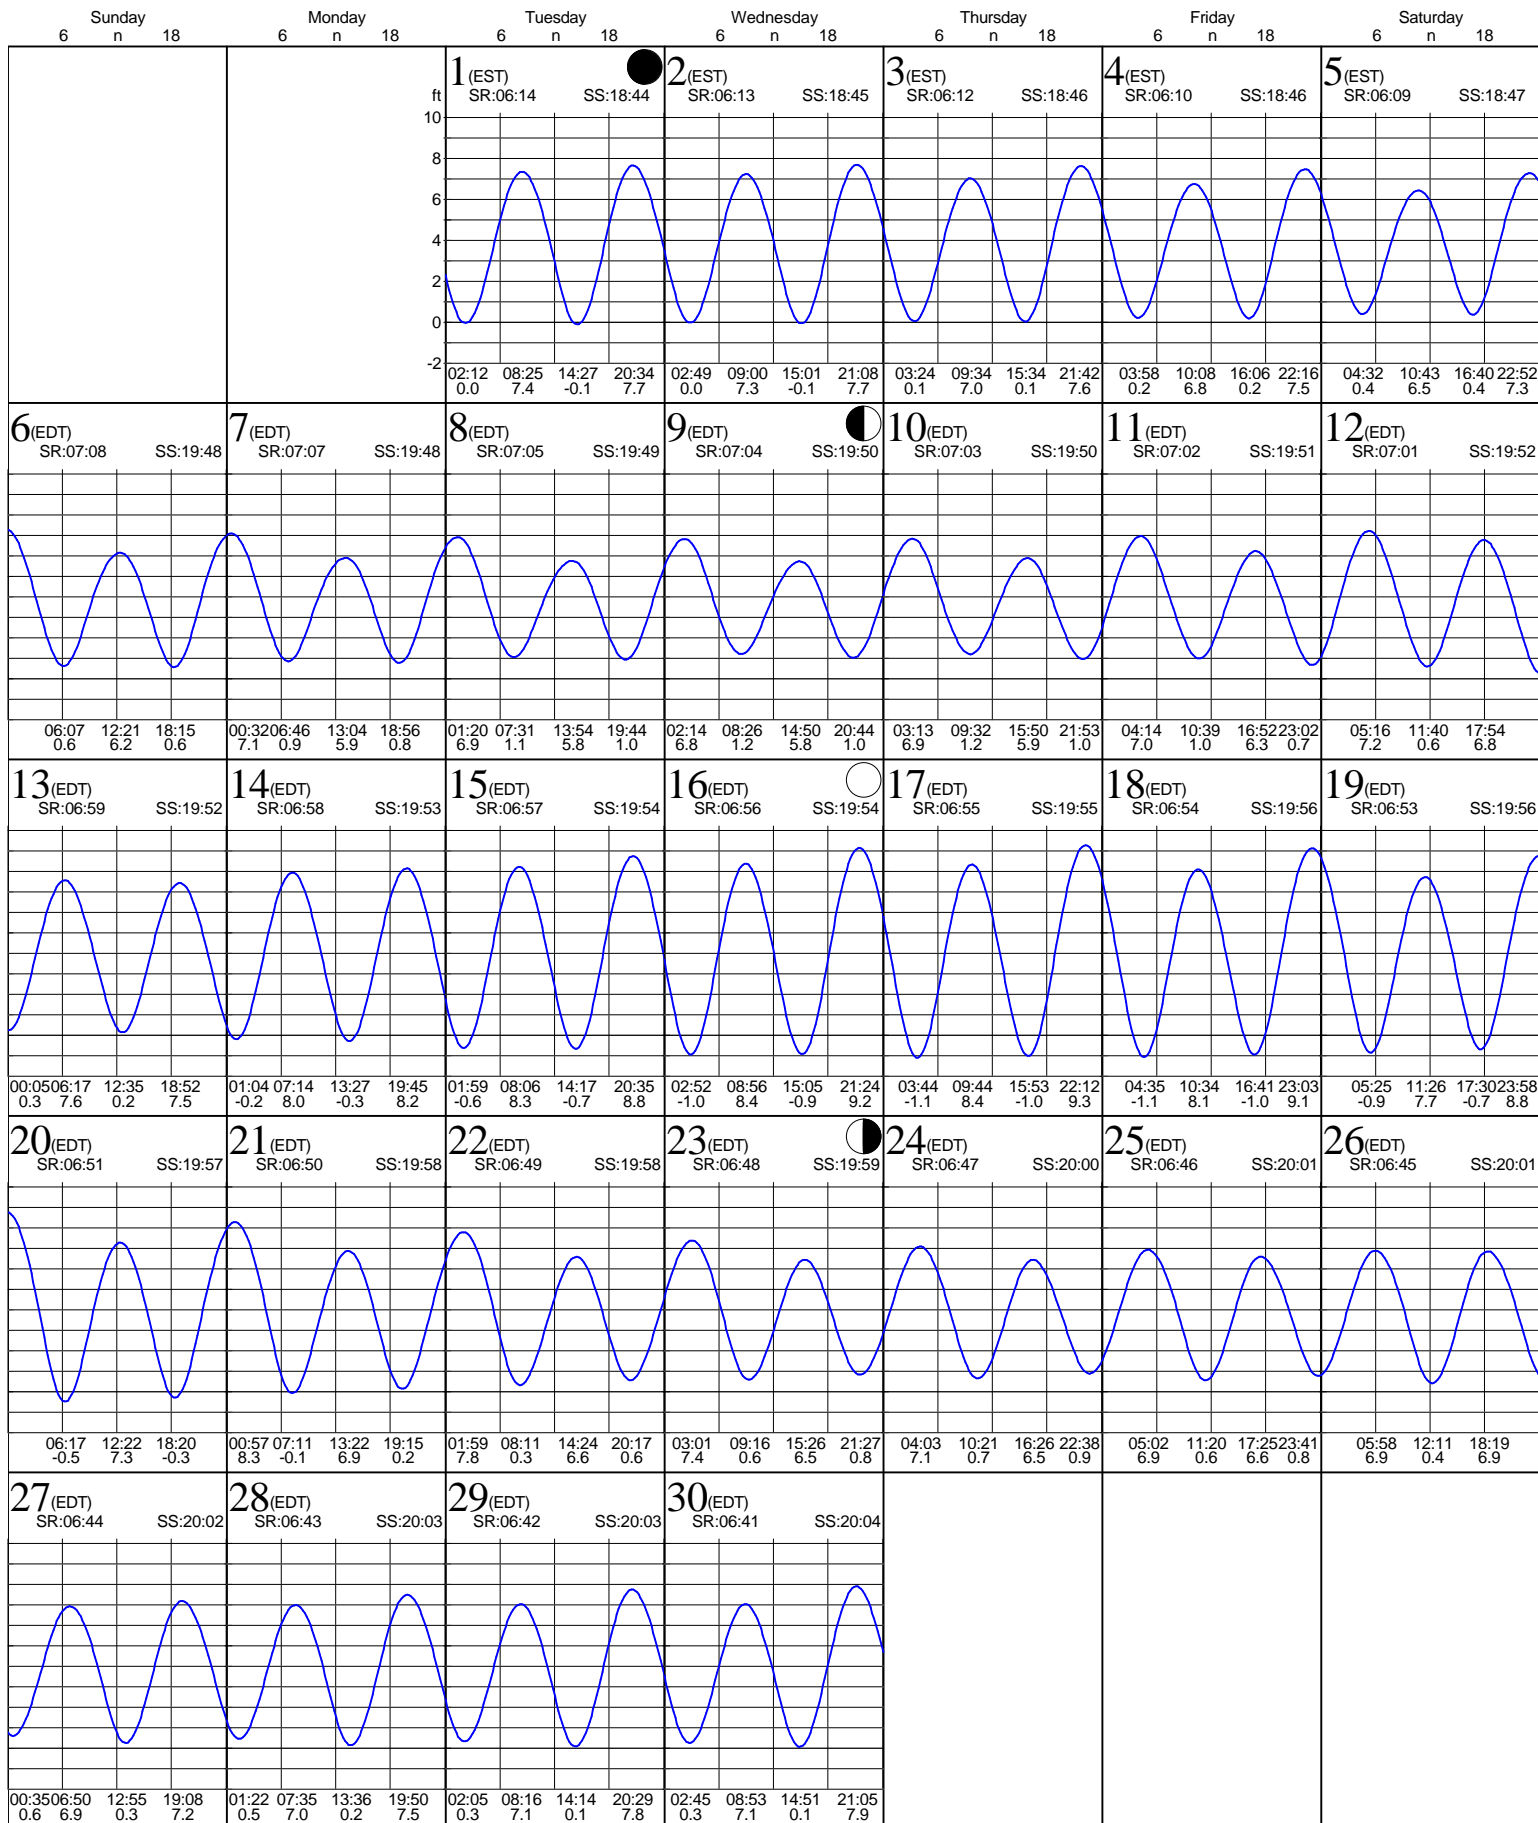 Sunday Monday Tuesday Wednesday Thursday Friday Saturday
6 n 18 6 n 18 6 n 18 6 n 18 6 n 18 6 n 18 6 n 18
1(EST) 2(EST) 3(EST) 4(EST) 5(EST)
SR:06:14 SS:18:44 SR:06:13 SS:18:45 SR:06:12 SS:18:46 SR:06:10 SS:18:46 SR:06:09 SS:18:47
ft
10
8
6
4
2
0
-2
02:12 08:25 14:27 20:34 02:49 09:00 15:01 21:08 03:24 09:34 15:34 21:42 03:58 10:08 16:06 22:16 04:32 10:43 16:40 22:52
0.0 7.4 -0.1 7.7 0.0 7.3 -0.1 7.7 0.1 7.0 0.1 7.6 0.2 6.8 0.2 7.5 0.4 6.5 0.4 7.3
6(EDT) 7(EDT) 8(EDT) 9(EDT) 10(EDT) 11(EDT) 12(EDT)
SR:07:08 SS:19:48 SR:07:07 SS:19:48 SR:07:05 SS:19:49 SR:07:04 SS:19:50 SR:07:03 SS:19:50 SR:07:02 SS:19:51 SR:07:01 SS:19:52
06:07 12:21 18:15 00:32 06:46 13:04 18:56 01:20 07:31 13:54 19:44 02:14 08:26 14:50 20:44 03:13 09:32 15:50 21:53 04:14 10:39 16:52 23:02 05:16 11:40 17:54
0.6 6.2 0.6 7.1 0.9 5.9 0.8 6.9 1.1 5.8 1.0 6.8 1.2 5.8 1.0 6.9 1.2 5.9 1.0 7.0 1.0 6.3 0.7 7.2 0.6 6.8
13(EDT) 14(EDT) 15(EDT) 16(EDT) 17(EDT) 18(EDT) 19(EDT)
SR:06:59 SS:19:52 SR:06:58 SS:19:53 SR:06:57 SS:19:54 SR:06:56 SS:19:54 SR:06:55 SS:19:55 SR:06:54 SS:19:56 SR:06:53 SS:19:56
00:05 06:17 12:35 18:52 01:04 07:14 13:27 19:45 01:59 08:06 14:17 20:35 02:52 08:56 15:05 21:24 03:44 09:44 15:53 22:12 04:35 10:34 16:41 23:03 05:25 11:26 17:30 23:58
0.3 7.6 0.2 7.5 -0.2 8.0 -0.3 8.2 -0.6 8.3 -0.7 8.8 -1.0 8.4 -0.9 9.2 -1.1 8.4 -1.0 9.3 -1.1 8.1 -1.0 9.1 -0.9 7.7 -0.7 8.8
20(EDT) 21(EDT) 22(EDT) 23(EDT) 24(EDT) 25(EDT) 26(EDT)
SR:06:51 SS:19:57 SR:06:50 SS:19:58 SR:06:49 SS:19:58 SR:06:48 SS:19:59 SR:06:47 SS:20:00 SR:06:46 SS:20:01 SR:06:45 SS:20:01
06:17 12:22 18:20 00:57 07:11 13:22 19:15 01:59 08:11 14:24 20:17 03:01 09:16 15:26 21:27 04:03 10:21 16:26 22:38 05:02 11:20 17:25 23:41 05:58 12:11 18:19
-0.5 7.3 -0.3 8.3 -0.1 6.9 0.2 7.8 0.3 6.6 0.6 7.4 0.6 6.5 0.8 7.1 0.7 6.5 0.9 6.9 0.6 6.6 0.8 6.9 0.4 6.9
27(EDT) 28(EDT) 29(EDT) 30(EDT)
SR:06:44 SS:20:02 SR:06:43 SS:20:03 SR:06:42 SS:20:03 SR:06:41 SS:20:04
00:35 06:50 12:55 19:08 01:22 07:35 13:36 19:50 02:05 08:16 14:14 20:29 02:45 08:53 14:51 21:05
0.6 6.9 0.3 7.2 0.5 7.0 0.2 7.5 0.3 7.1 0.1 7.8 0.3 7.1 0.1 7.9